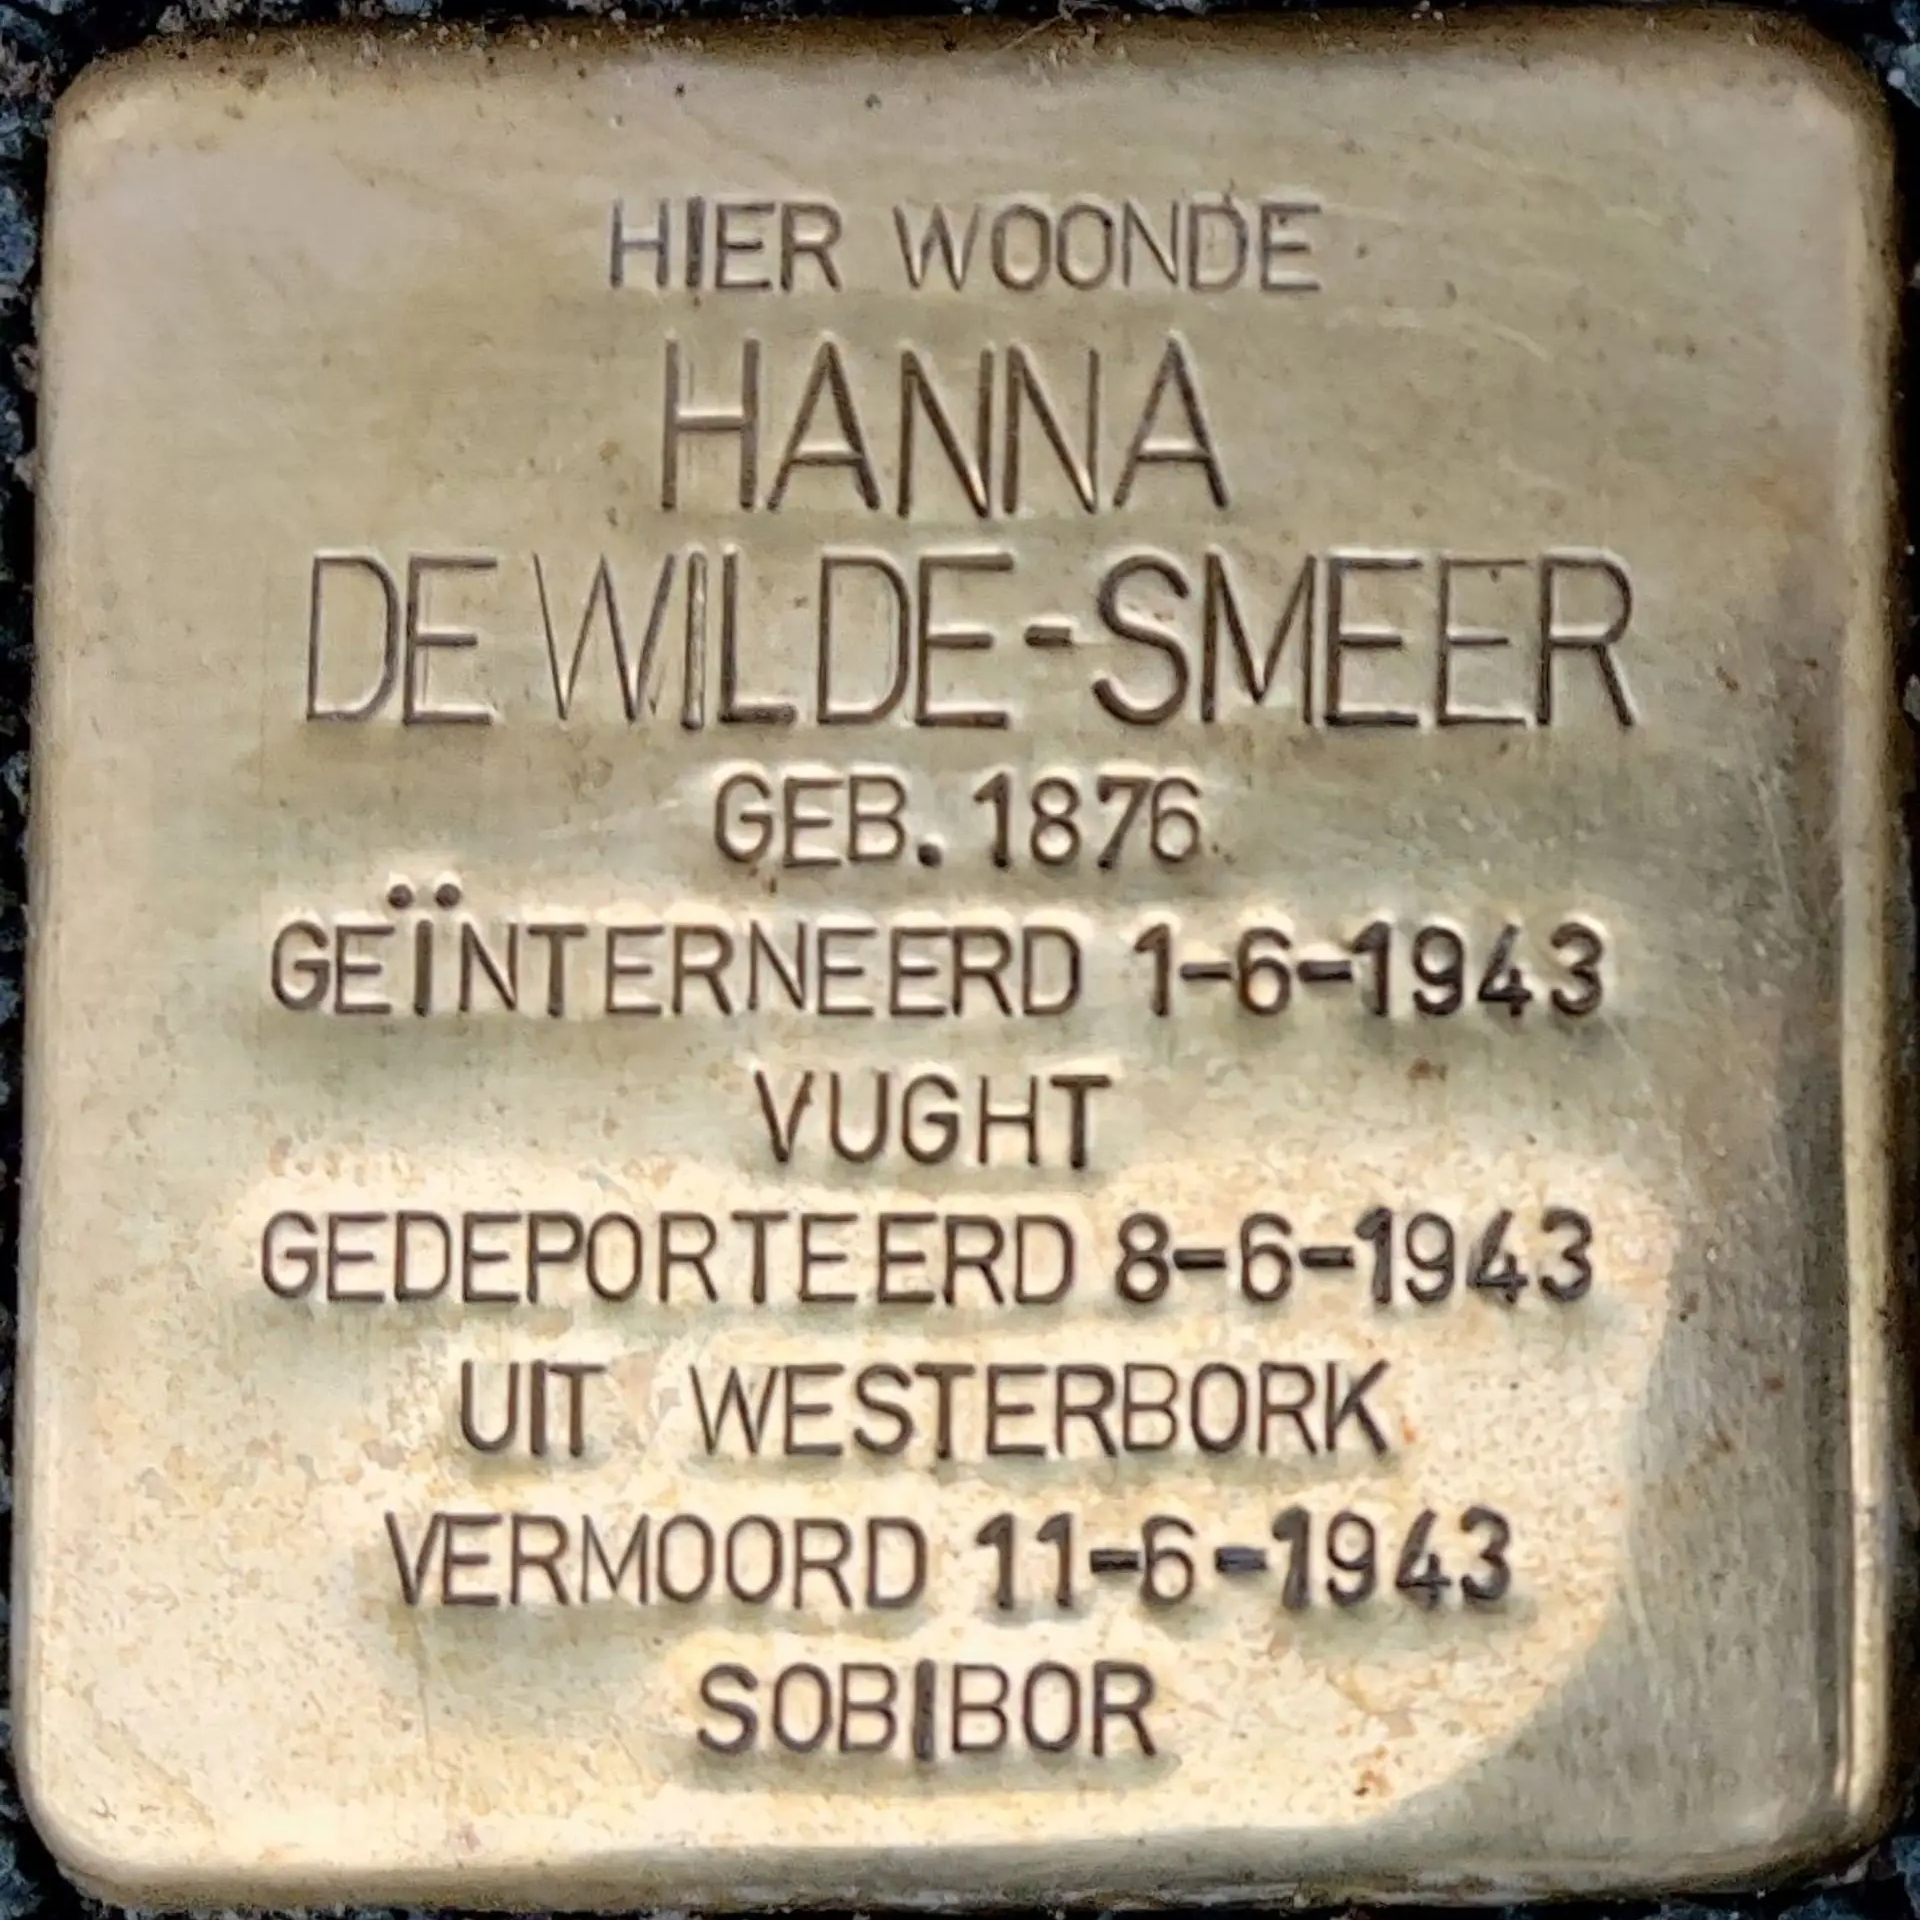 HIER WOONDE
HANNA
DE WILDE-SMEER
GEB. 1876
GEÏNTERNEERD 1-6-1943
VUGHT
GEDEPORTEERD 8-6-1943
UIT WESTERBORK
VERMOORD 11-6-1943
SOBIBOR